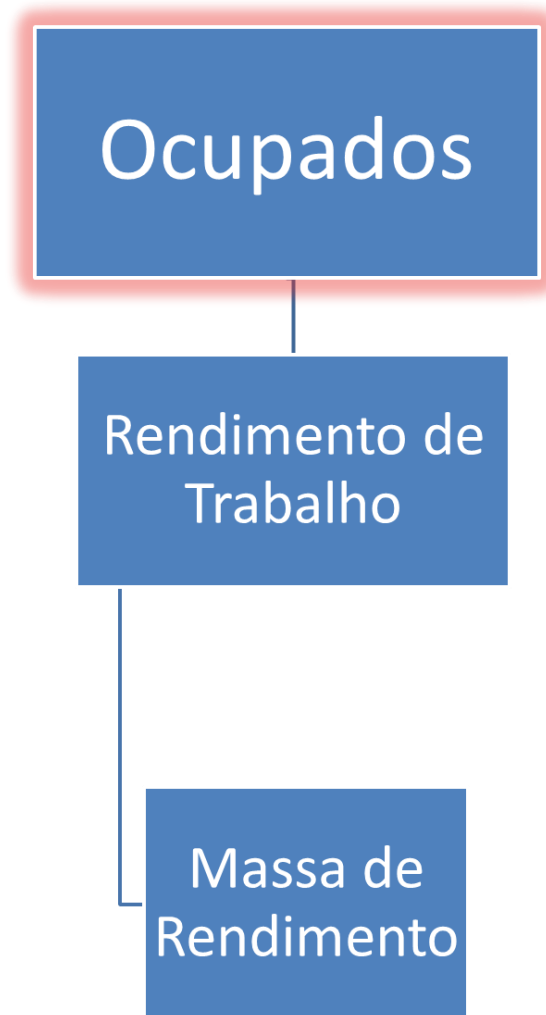 Ocupados
Rendimento de
Trabalho
Massa de
Rendimento